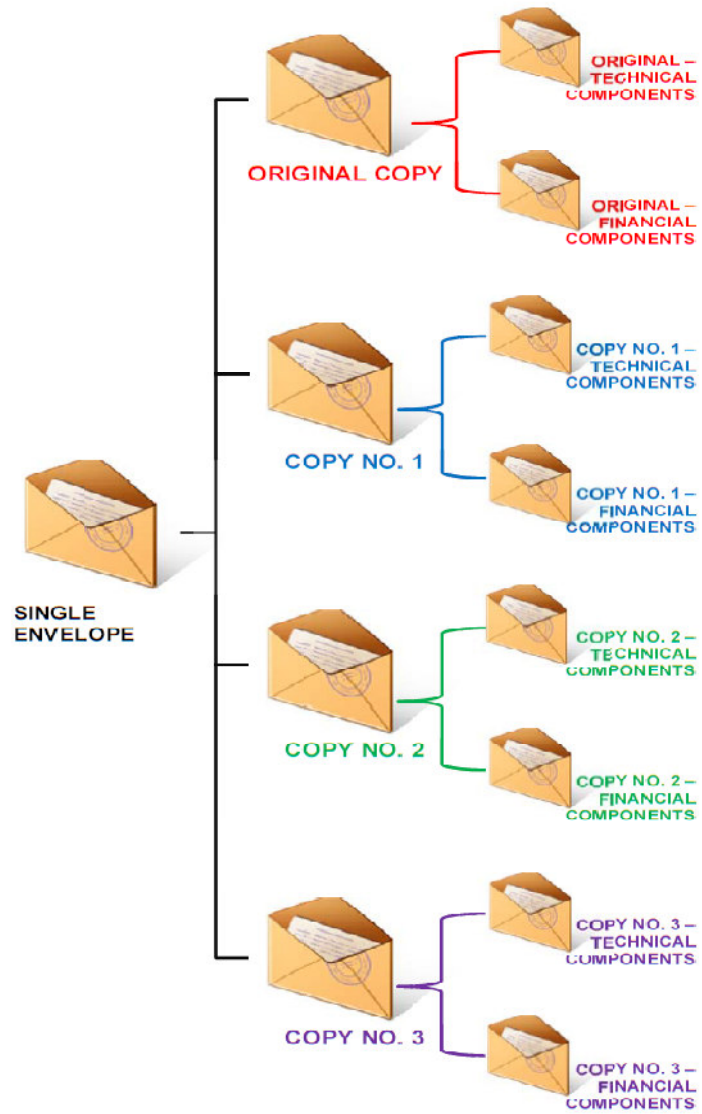 ORIGINAL –
TECHNICAL
COMPONENTS
ORIGINAL COPY
ORIGINAL –
FINANCIAL
COMPONENTS
COPY NO. 1 –
TECHNICAL
COMPONENTS
COPY NO. 1
COPY NO. 1 –
FINANCIAL
COMPONENTS
SINGLE
ENVELOPE
COPY NO. 2 –
TECHNICAL
COMPONENTS
COPY NO. 2
COPY NO. 2 –
FINANCIAL
COMPONENTS
COPY NO. 3 –
TECHNICAL
COMPONENTS
COPY NO. 3
COPY NO. 3 –
FINANCIAL
COMPONENTS